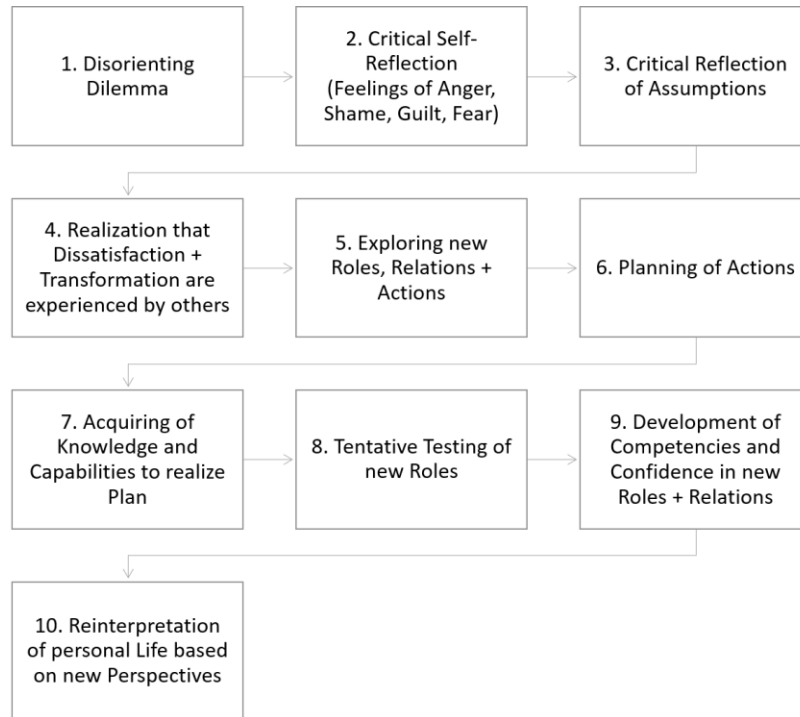 1. Disorienting
Dilemma
2. Critical Self-
Reflection
(Feelings of Anger,
Shame, Guilt, Fear)
3. Critical Reflection
of Assumptions
4. Realization that
Dissatisfaction +
Transformation are
experienced by others
5. Exploring new
Roles, Relations +
Actions
6. Planning of Actions
7. Acquiring of
Knowledge and
Capabilities to realize
Plan
8. Tentative Testing of
new Roles
9. Development of
Competencies and
Confidence in new
Roles + Relations
10. Reinterpretation
of personal Life based
on new Perspectives